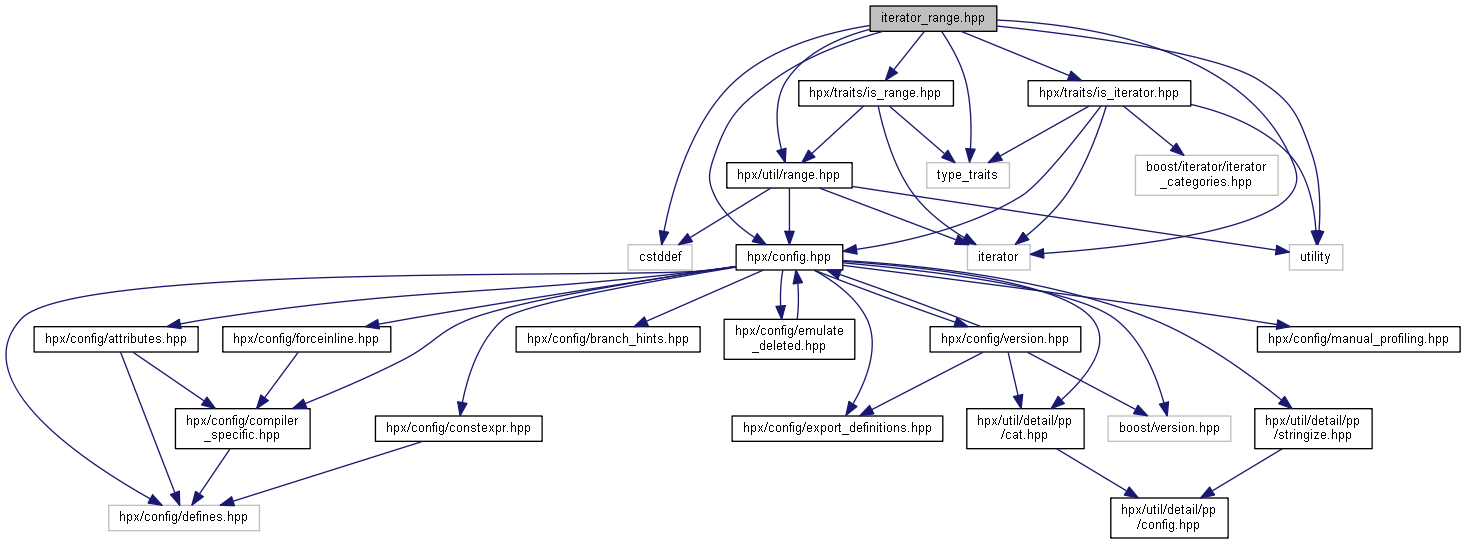 iterator_range.hpp
hpx/traits/is_range.hpp
hpx/traits/is_iterator.hpp
hpx/util/range.hpp
type_traits
boost/iterator/iterator
_categories.hpp
cstddef
hpx/config.hpp
iterator
utility
hpx/config/attributes.hpp
hpx/config/forceinline.hpp
hpx/config/branch_hints.hpp
hpx/config/emulate
_deleted.hpp
hpx/config/version.hpp
hpx/config/manual_profiling.hpp
hpx/config/compiler
_specific.hpp
hpx/config/constexpr.hpp
hpx/config/export_definitions.hpp
hpx/util/detail/pp
/cat.hpp
boost/version.hpp
hpx/util/detail/pp
/stringize.hpp
hpx/config/defines.hpp
hpx/util/detail/pp
/config.hpp